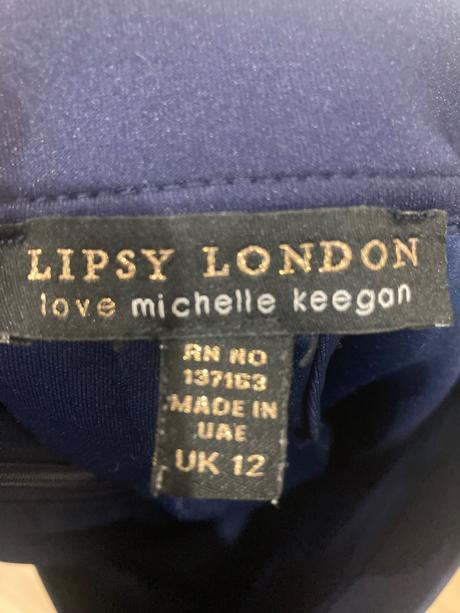 LIPSY LONDON
love michelle keegan
RN NO
137163
MADE IN
UAE
UK 12